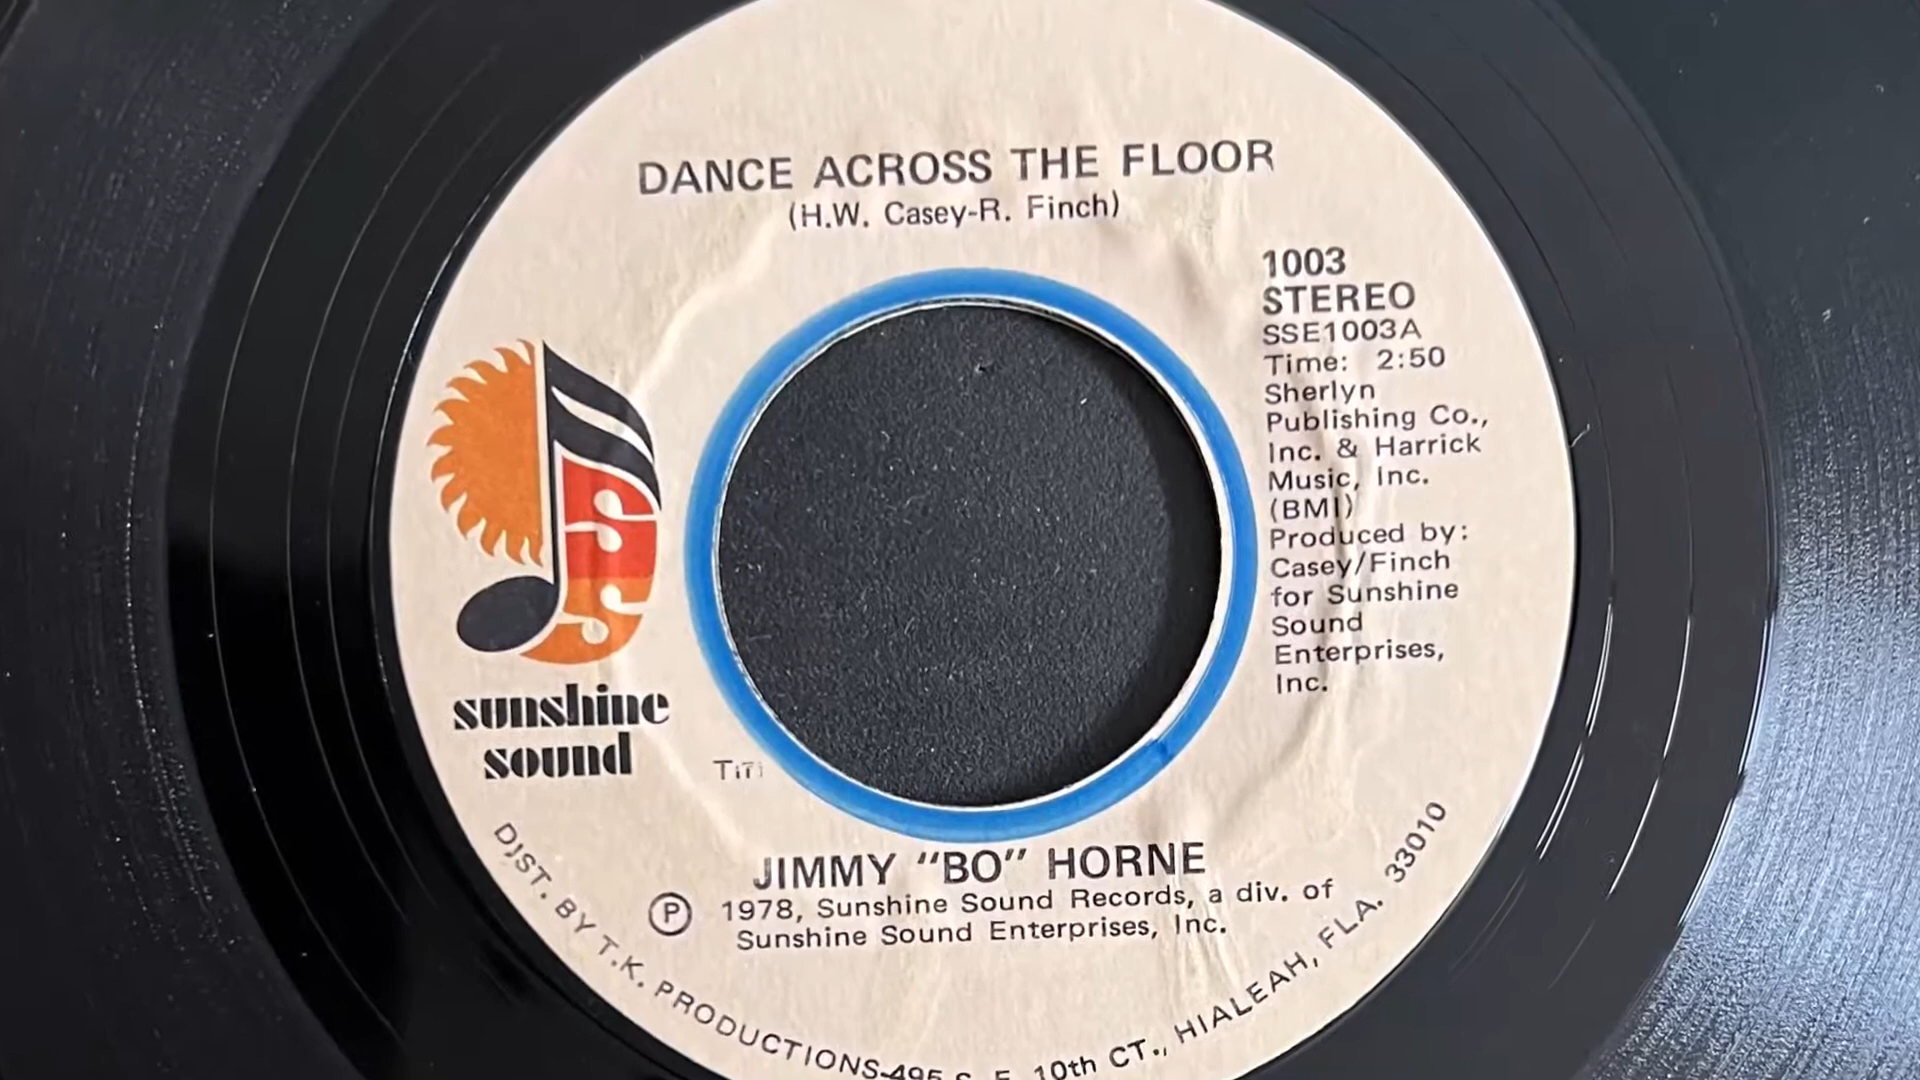 DANCE ACROSS THE FLOOR
(H.W. Casey-R. Finch)
1003
STEREO
SSE1003A
Time: 2:50
Sherlyn
Publishing Co.,
Inc. & Harrick
Music, Inc.
(BMI)
Produced by:
Casey/Finch
for Sunshine
Sound
Enterprises,
Inc.
SS
sunshine
sound
JIMMY "BO" HORNE
Ⓟ 1978, Sunshine Sound Records, a div. of
Sunshine Sound Enterprises, Inc.
DIST. BY T.K. PRODUCTIONS-495 S. E. 10th CT., HIALEAH, FLA. 33010